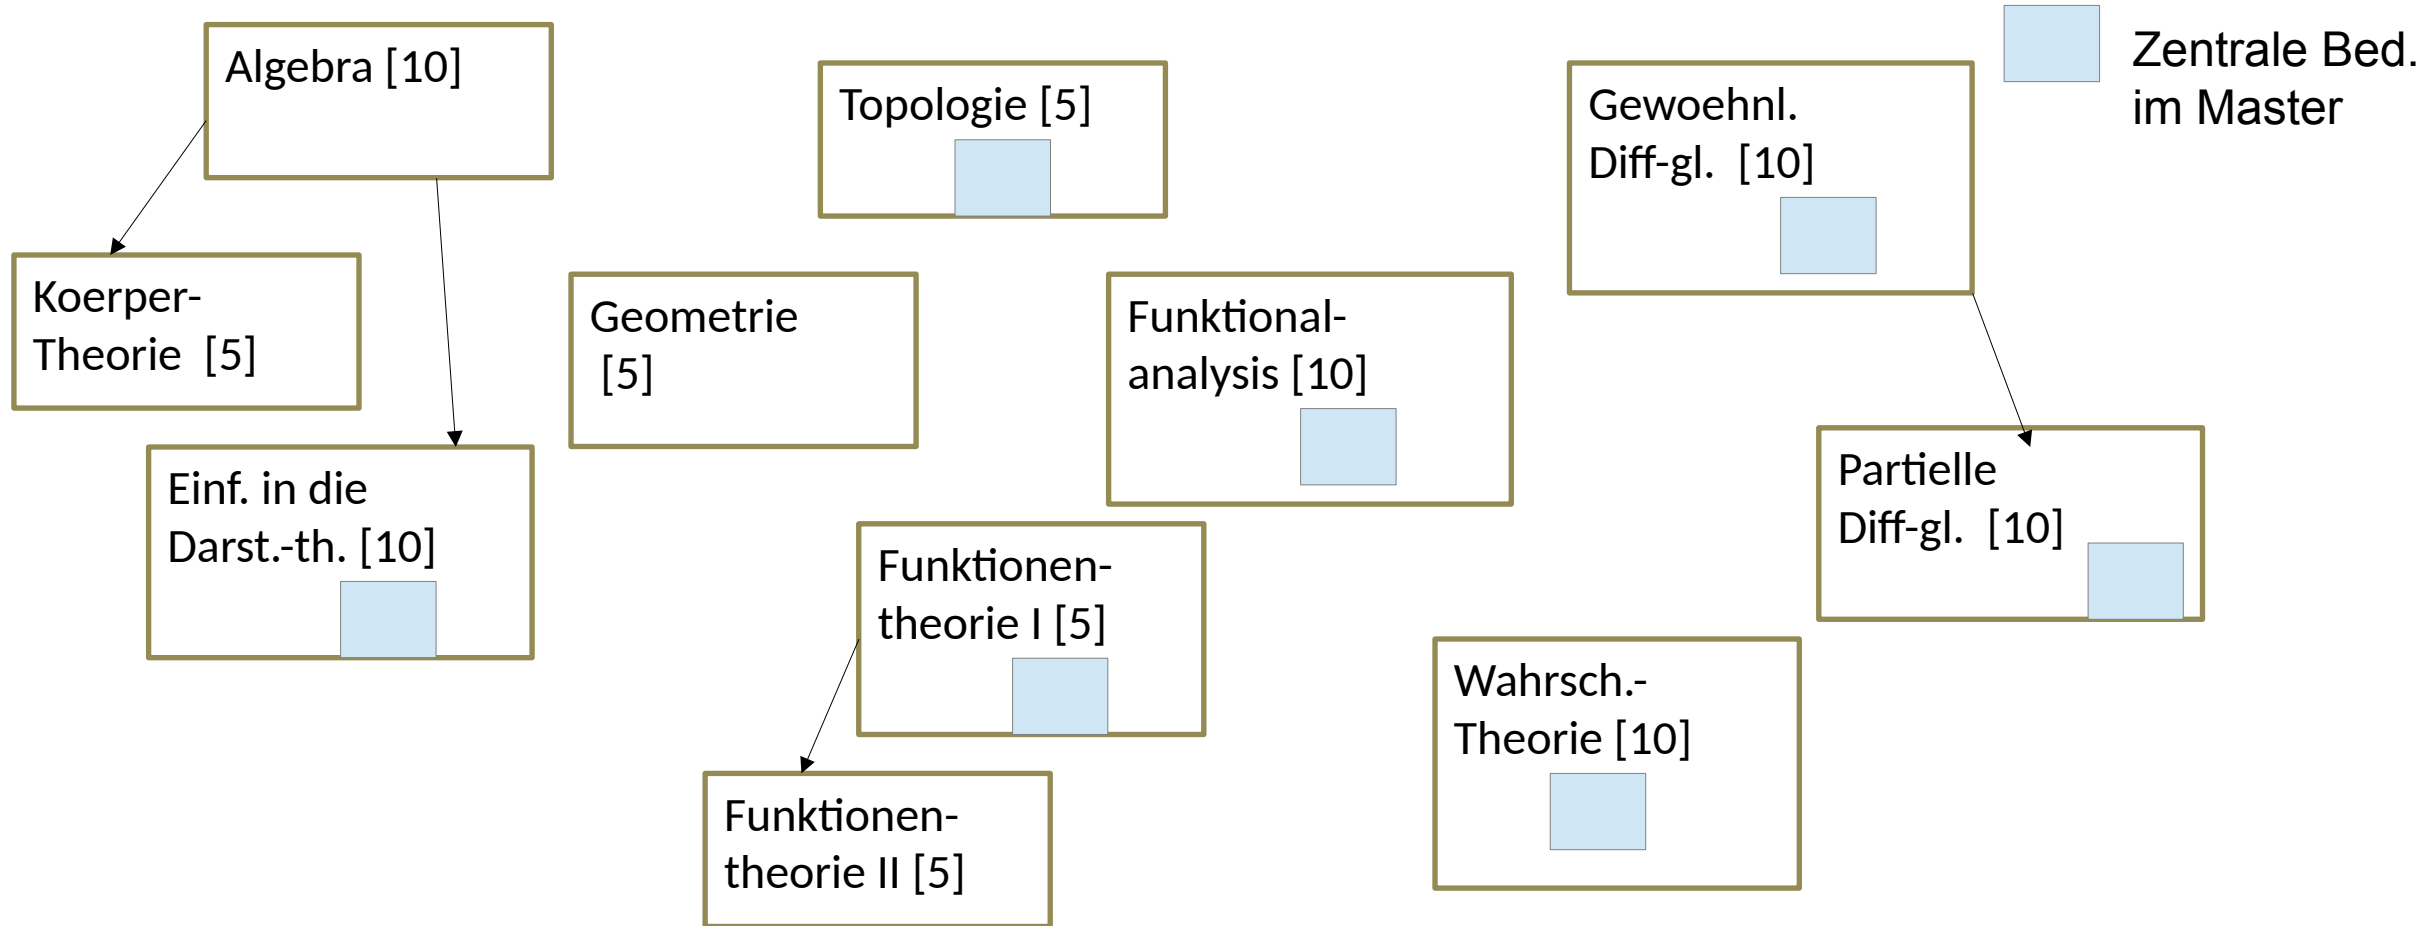 Algebra [10]
Topologie [5]
Gewoehnl.
Diff-gl.  [10]
Zentrale Bed.
im Master
Koerper-
Theorie  [5]
Geometrie
[5]
Funktional-
analysis [10]
Einf. in die
Darst.-th. [10]
Funktionen-
theorie I [5]
Partielle
Diff-gl.  [10]
Wahrsch.-
Theorie [10]
Funktionen-
theorie II [5]